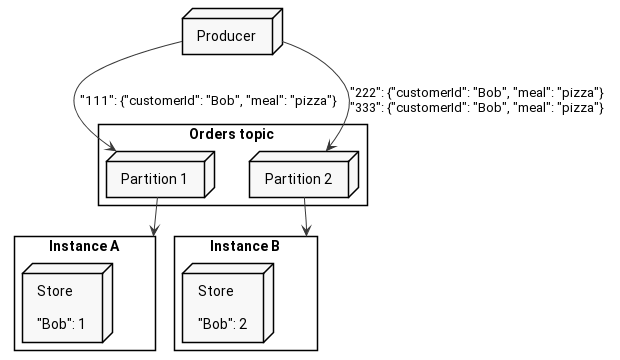 Producer
"111": {"customerId": "Bob", "meal": "pizza"}
"222": {"customerId": "Bob", "meal": "pizza"}
"333": {"customerId": "Bob", "meal": "pizza"}
Orders topic
Partition 1
Partition 2
Instance A
Instance B
Store
"Bob": 1
Store
"Bob": 2